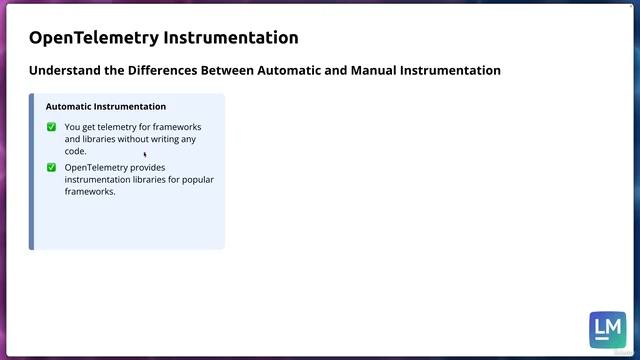 OpenTelemetry Instrumentation
Understand the Differences Between Automatic and Manual Instrumentation
Automatic Instrumentation
You get telemetry for frameworks
and libraries without writing any
code.
OpenTelemetry provides
instrumentation libraries for popular
frameworks.
LM